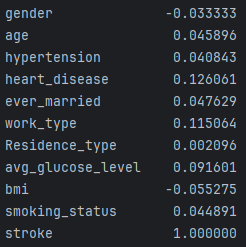 gender -0.033333
age 0.045896
hypertension 0.040843
heart_disease 0.126061
ever_married 0.047629
work_type 0.115064
Residence_type 0.002096
avg_glucose_level 0.091601
bmi -0.055275
smoking_status 0.044891
stroke 1.000000